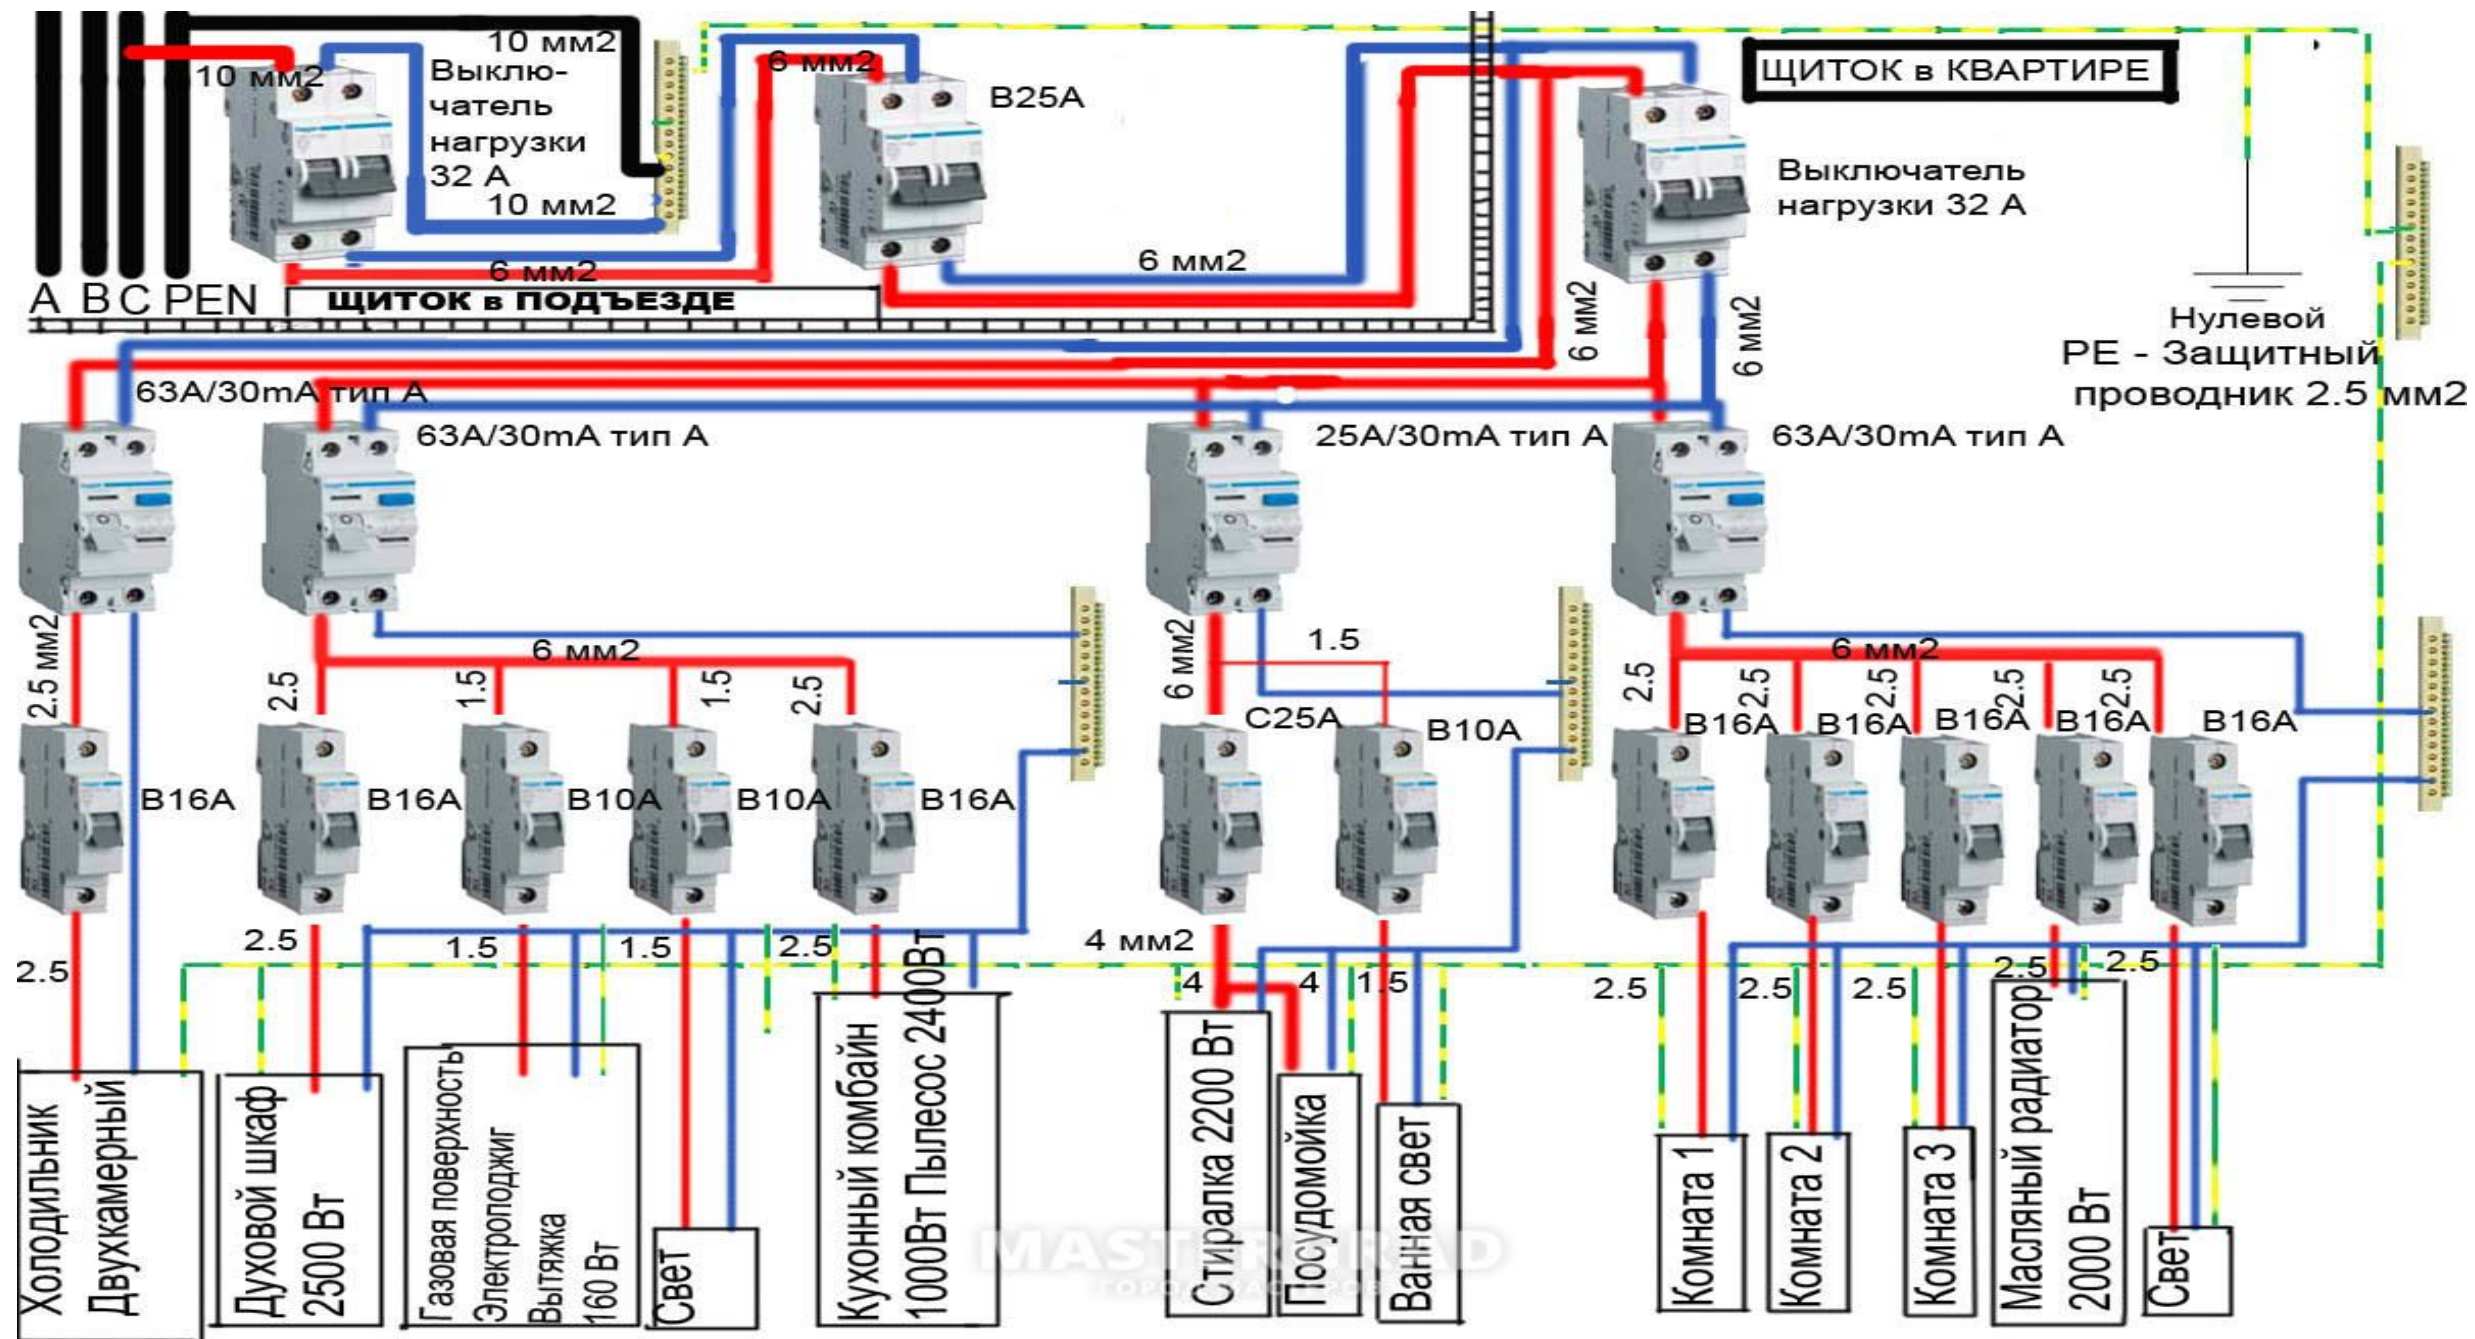 10 мм2
6 мм2
10 мм2
Выклю-
чатель
нагрузки
32 А
10 мм2
B25A
ЩИТОК в КВАРТИРЕ
Выключатель
нагрузки 32 А
6 мм2
6 мм2
A B C PEN
ЩИТОК в ПОДЪЕЗДЕ
6 мм2
6 мм2
Нулевой
PE - Защитный
проводник 2.5 мм2
63A/30mA тип A
63A/30mA тип A
25A/30mA тип A
63A/30mA тип A
2.5 мм2
2.5
1.5
6 мм2
1.5
2.5
6 мм2
1.5
2.5
6 мм2
2.5
2.5
2.5
2.5
C25A
B10A
B16A
B16A
B16A
B16A
B16A
B16A
B16A
B10A
B10A
B16A
2.5
2.5
1.5
1.5
2.5
4 мм2
4
4
1.5
2.5
2.5
2.5
2.5
2.5
Холодильник
Двухкамерный
Духовой шкаф
2500 Вт
Газовая поверхность
Электроподжиг
Вытяжка
160 Вт
Свет
Кухонный комбайн
1000Вт Пылесос 2400Вт
Стиралка 2200 Вт
Посудомойка
Ванная свет
Комната 1
Комната 2
Комната 3
Масляный радиатор
2000 Вт
Свет
MASTERGRAD
ГОРОД МАСТЕРОВ